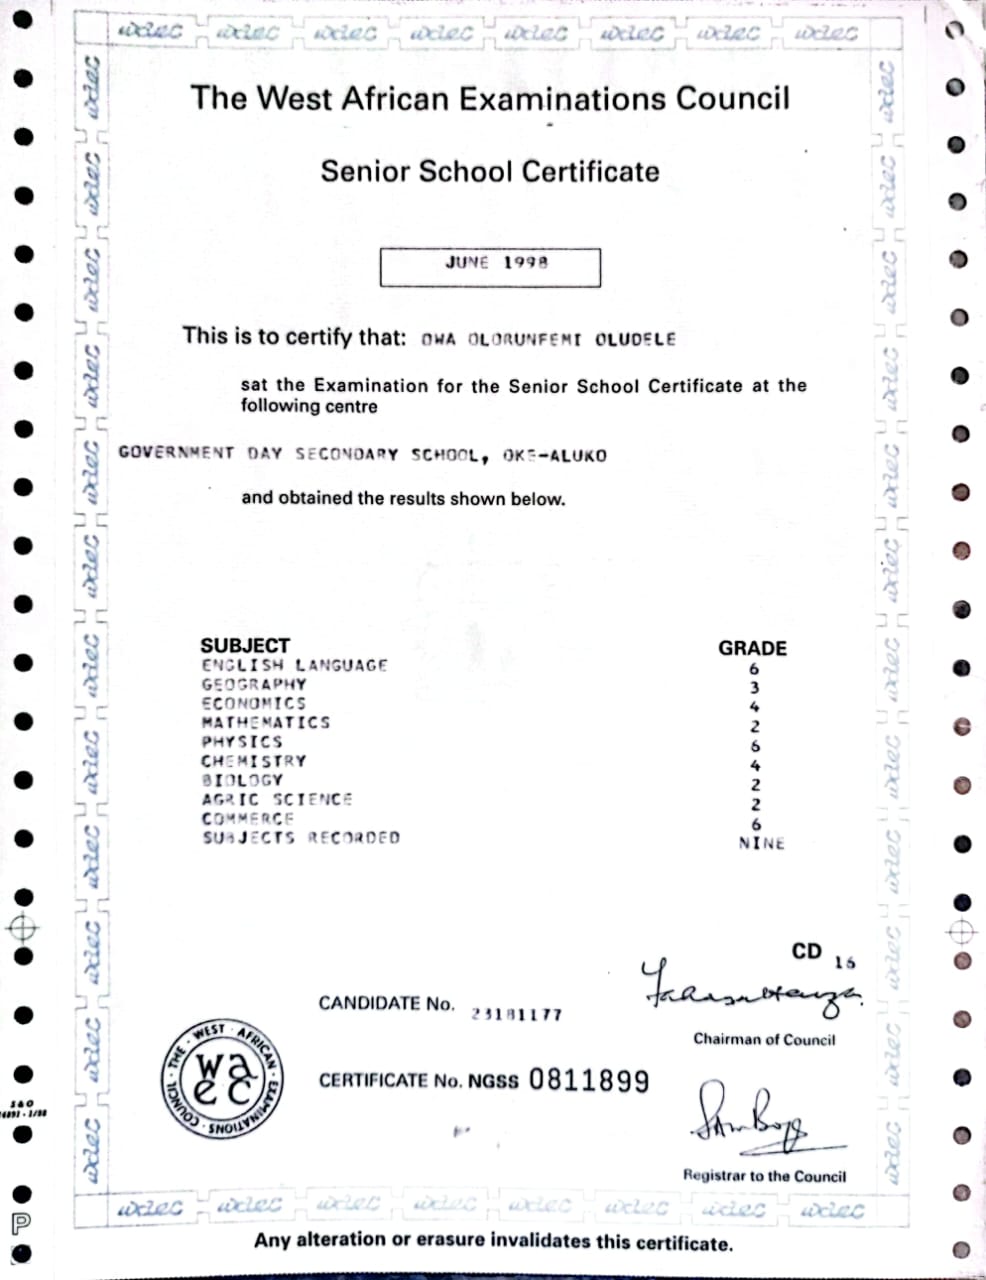 waec waec waec waec waec waec waec waec
The West African Examinations Council
Senior School Certificate
JUNE 1998
This is to certify that: OWA OLORUNFEMI OLUDELE
sat the Examination for the Senior School Certificate at the
following centre
GOVERNMENT DAY SECONDARY SCHOOL, OKE-ALUKO
and obtained the results shown below.
SUBJECT GRADE
ENGLISH LANGUAGE 6
GEOGRAPHY 3
ECONOMICS 4
MATHEMATICS 2
PHYSICS 6
CHEMISTRY 4
BIOLOGY 2
AGRIC SCIENCE 2
COMMERCE 6
SUBJECTS RECORDED NINE
CD 16
CANDIDATE No. 23181177
Chairman of Council
THE · WEST · AFRICAN · EXAMINATIONS · COUNCIL
waec
CERTIFICATE No. NGSS 0811899
Registrar to the Council
S&O
P
waec waec waec waec waec waec waec waec
Any alteration or erasure invalidates this certificate.